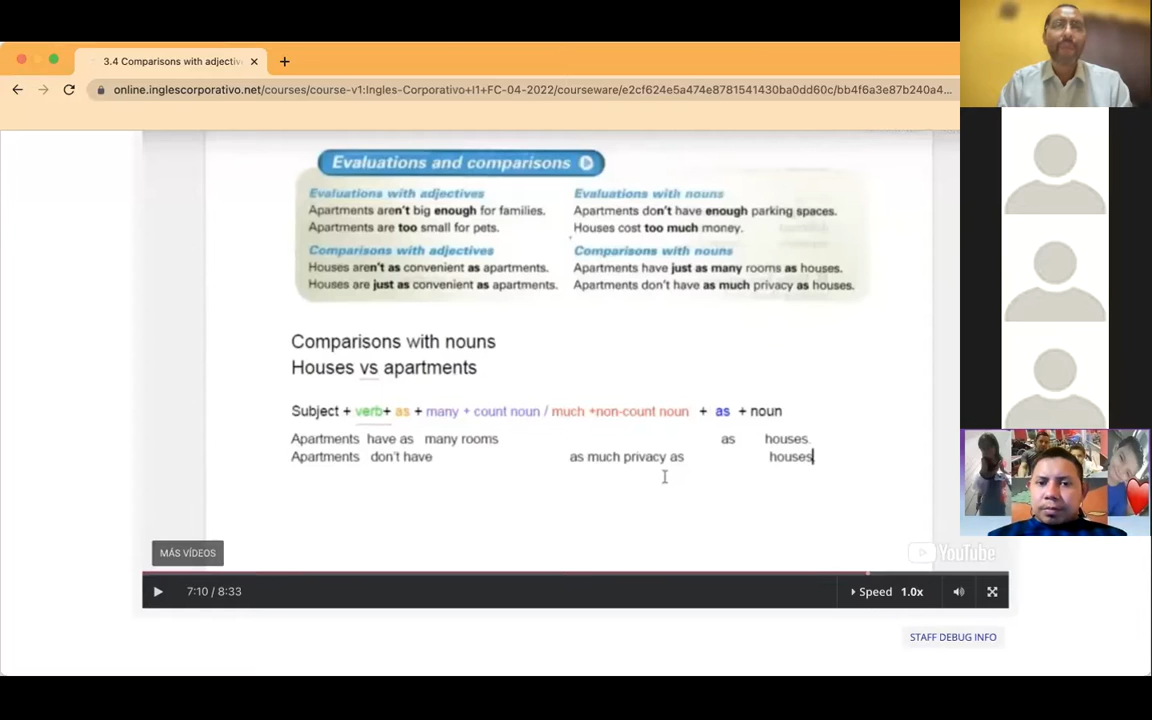 3.4 Comparisons with adjectiv
online.inglescorporativo.net/courses/course-v1:Ingles-Corporativo+I1+FC-04-2022/courseware/e2cf624e5a474e8781541430ba0dd60c/bb4f6a3e87b240a4...
Evaluations and comparisons
Evaluations with adjectives
Apartments aren't big enough for families.
Apartments are too small for pets.
Comparisons with adjectives
Houses aren't as convenient as apartments.
Houses are just as convenient as apartments.
Evaluations with nouns
Apartments don't have enough parking spaces.
Houses cost too much money.
Comparisons with nouns
Apartments have just as many rooms as houses.
Apartments don't have as much privacy as houses.
Comparisons with nouns
Houses vs apartments
Subject + verb+ as + many + count noun / much +non-count noun + as + noun
Apartments have as many rooms as houses.
Apartments don't have as much privacy as houses
MÁS VÍDEOS
YouTube
7:10 / 8:33
Speed 1.0x
STAFF DEBUG INFO